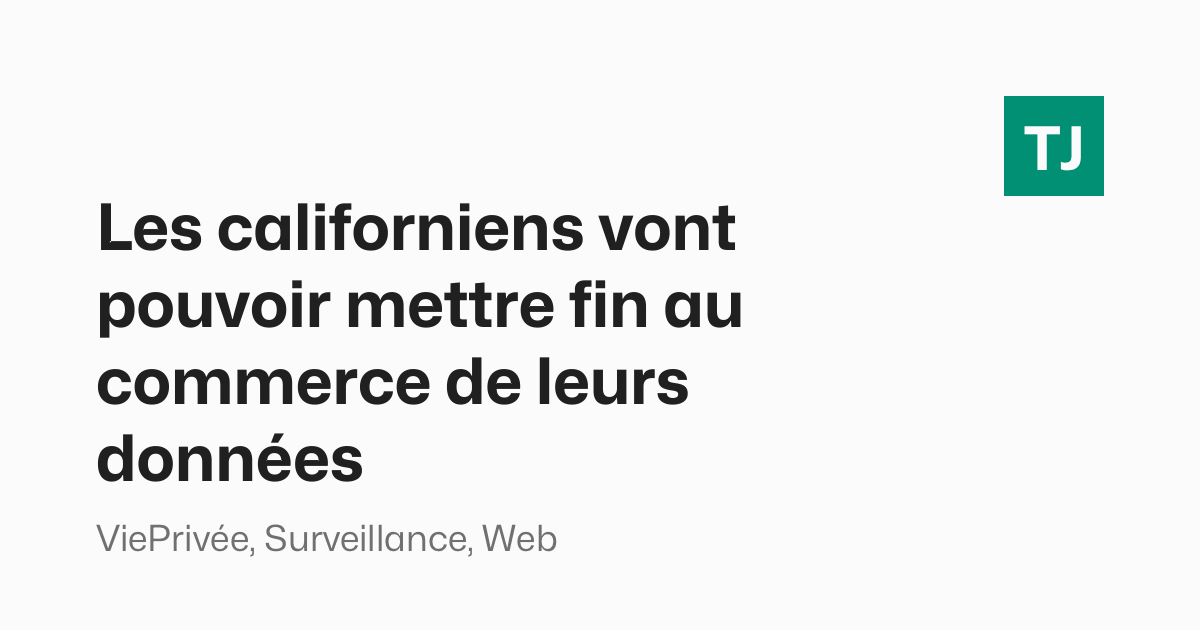 TJ
Les californiens vont
pouvoir mettre fin au
commerce de leurs
données
ViePrivée, Surveillance, Web